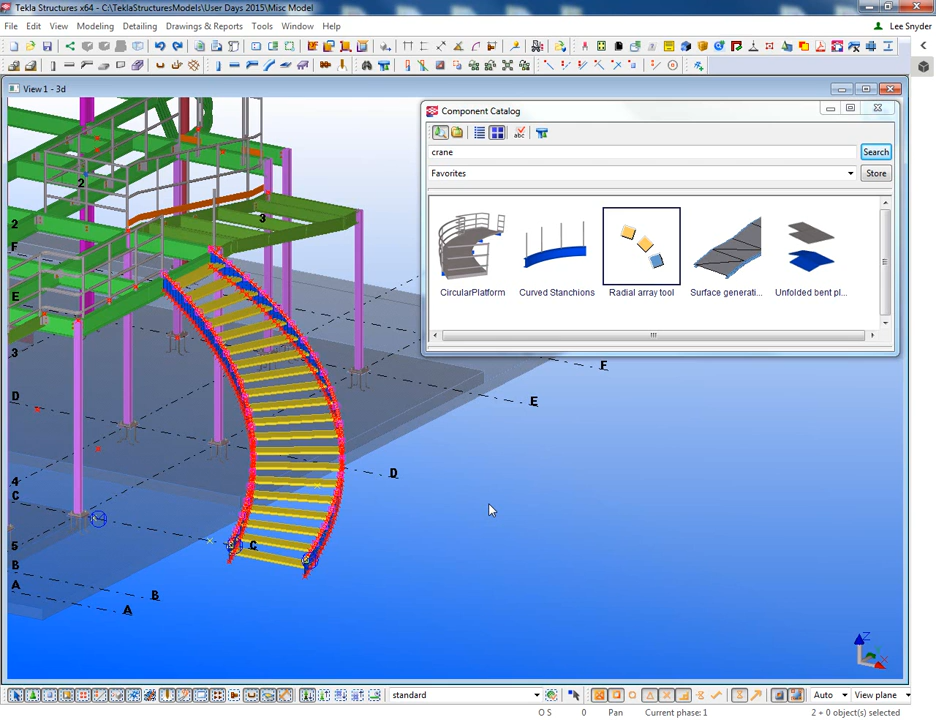 Tekla Structures x64 - C:\TeklaStructuresModels\User Days 2015\Misc Model
File Edit View Modeling Analysis Detailing Drawings & Reports Tools Window Help
Lee Snyder
View 1 - 3d
Component Catalog
abc
crane
Search
Favorites
Store
CircularPlatform Curved Stanchions Radial array tool Surface generati... Unfolded bent pl...
2
3
2
F
E
3
F
E
D
D
4
C
C
5
B
B
A
A
Z
X
standard
Auto
View plane
O S 0 Pan Current phase: 1 2 + 0 object(s) selected